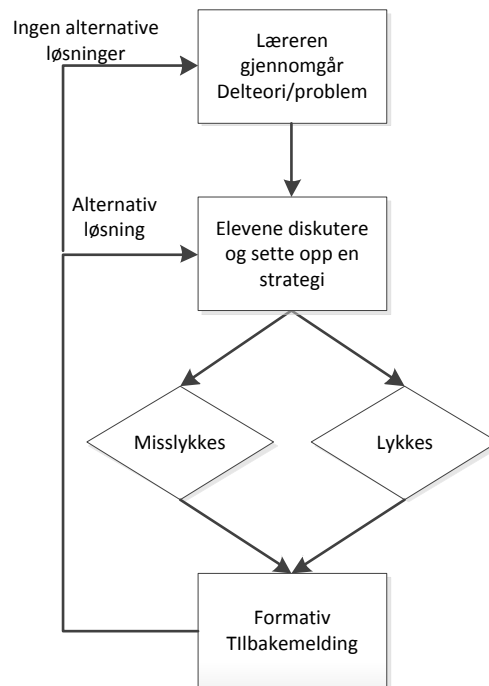 Ingen alternative
løsninger
Læreren
gjennomgår
Delteori/problem
Alternativ
løsning
Elevene diskutere
og sette opp en
strategi
Misslykkes
Lykkes
Formativ
TIlbakemelding